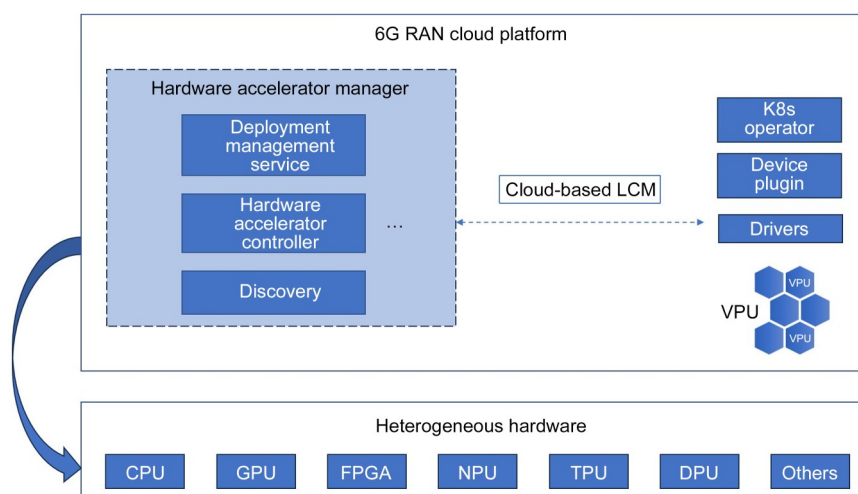 6G RAN cloud platform
Hardware accelerator manager
Deployment
management
service
Hardware
accelerator
controller
...
Discovery
Cloud-based LCM
K8s
operator
Device
plugin
Drivers
VPU
VPU
VPU
Heterogeneous hardware
CPU
GPU
FPGA
NPU
TPU
DPU
Others